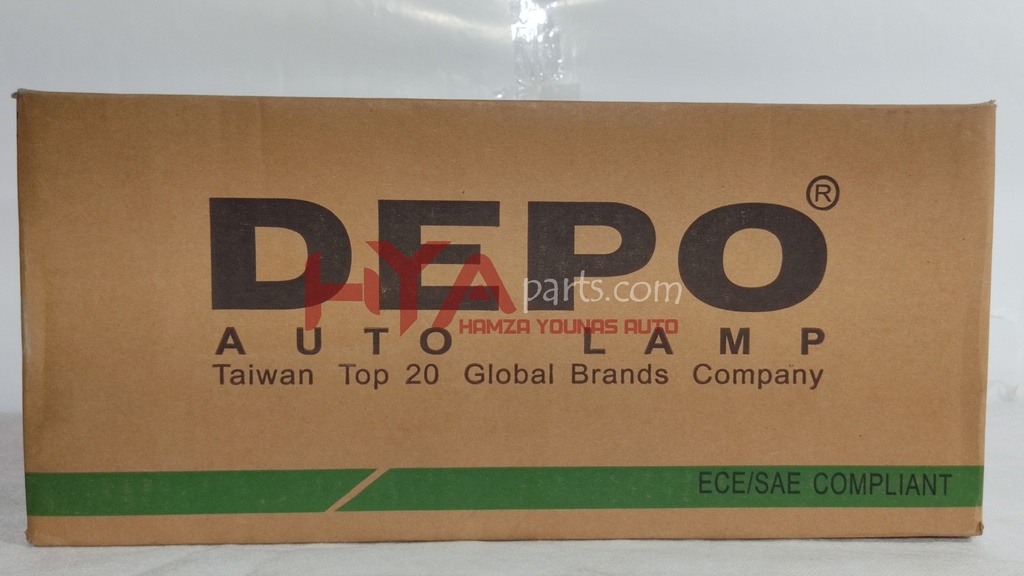 DEPO®
HYAparts.com
HAMZA YOUNAS AUTO
AUTO LAMP
Taiwan Top 20 Global Brands Company
ECE/SAE COMPLIANT